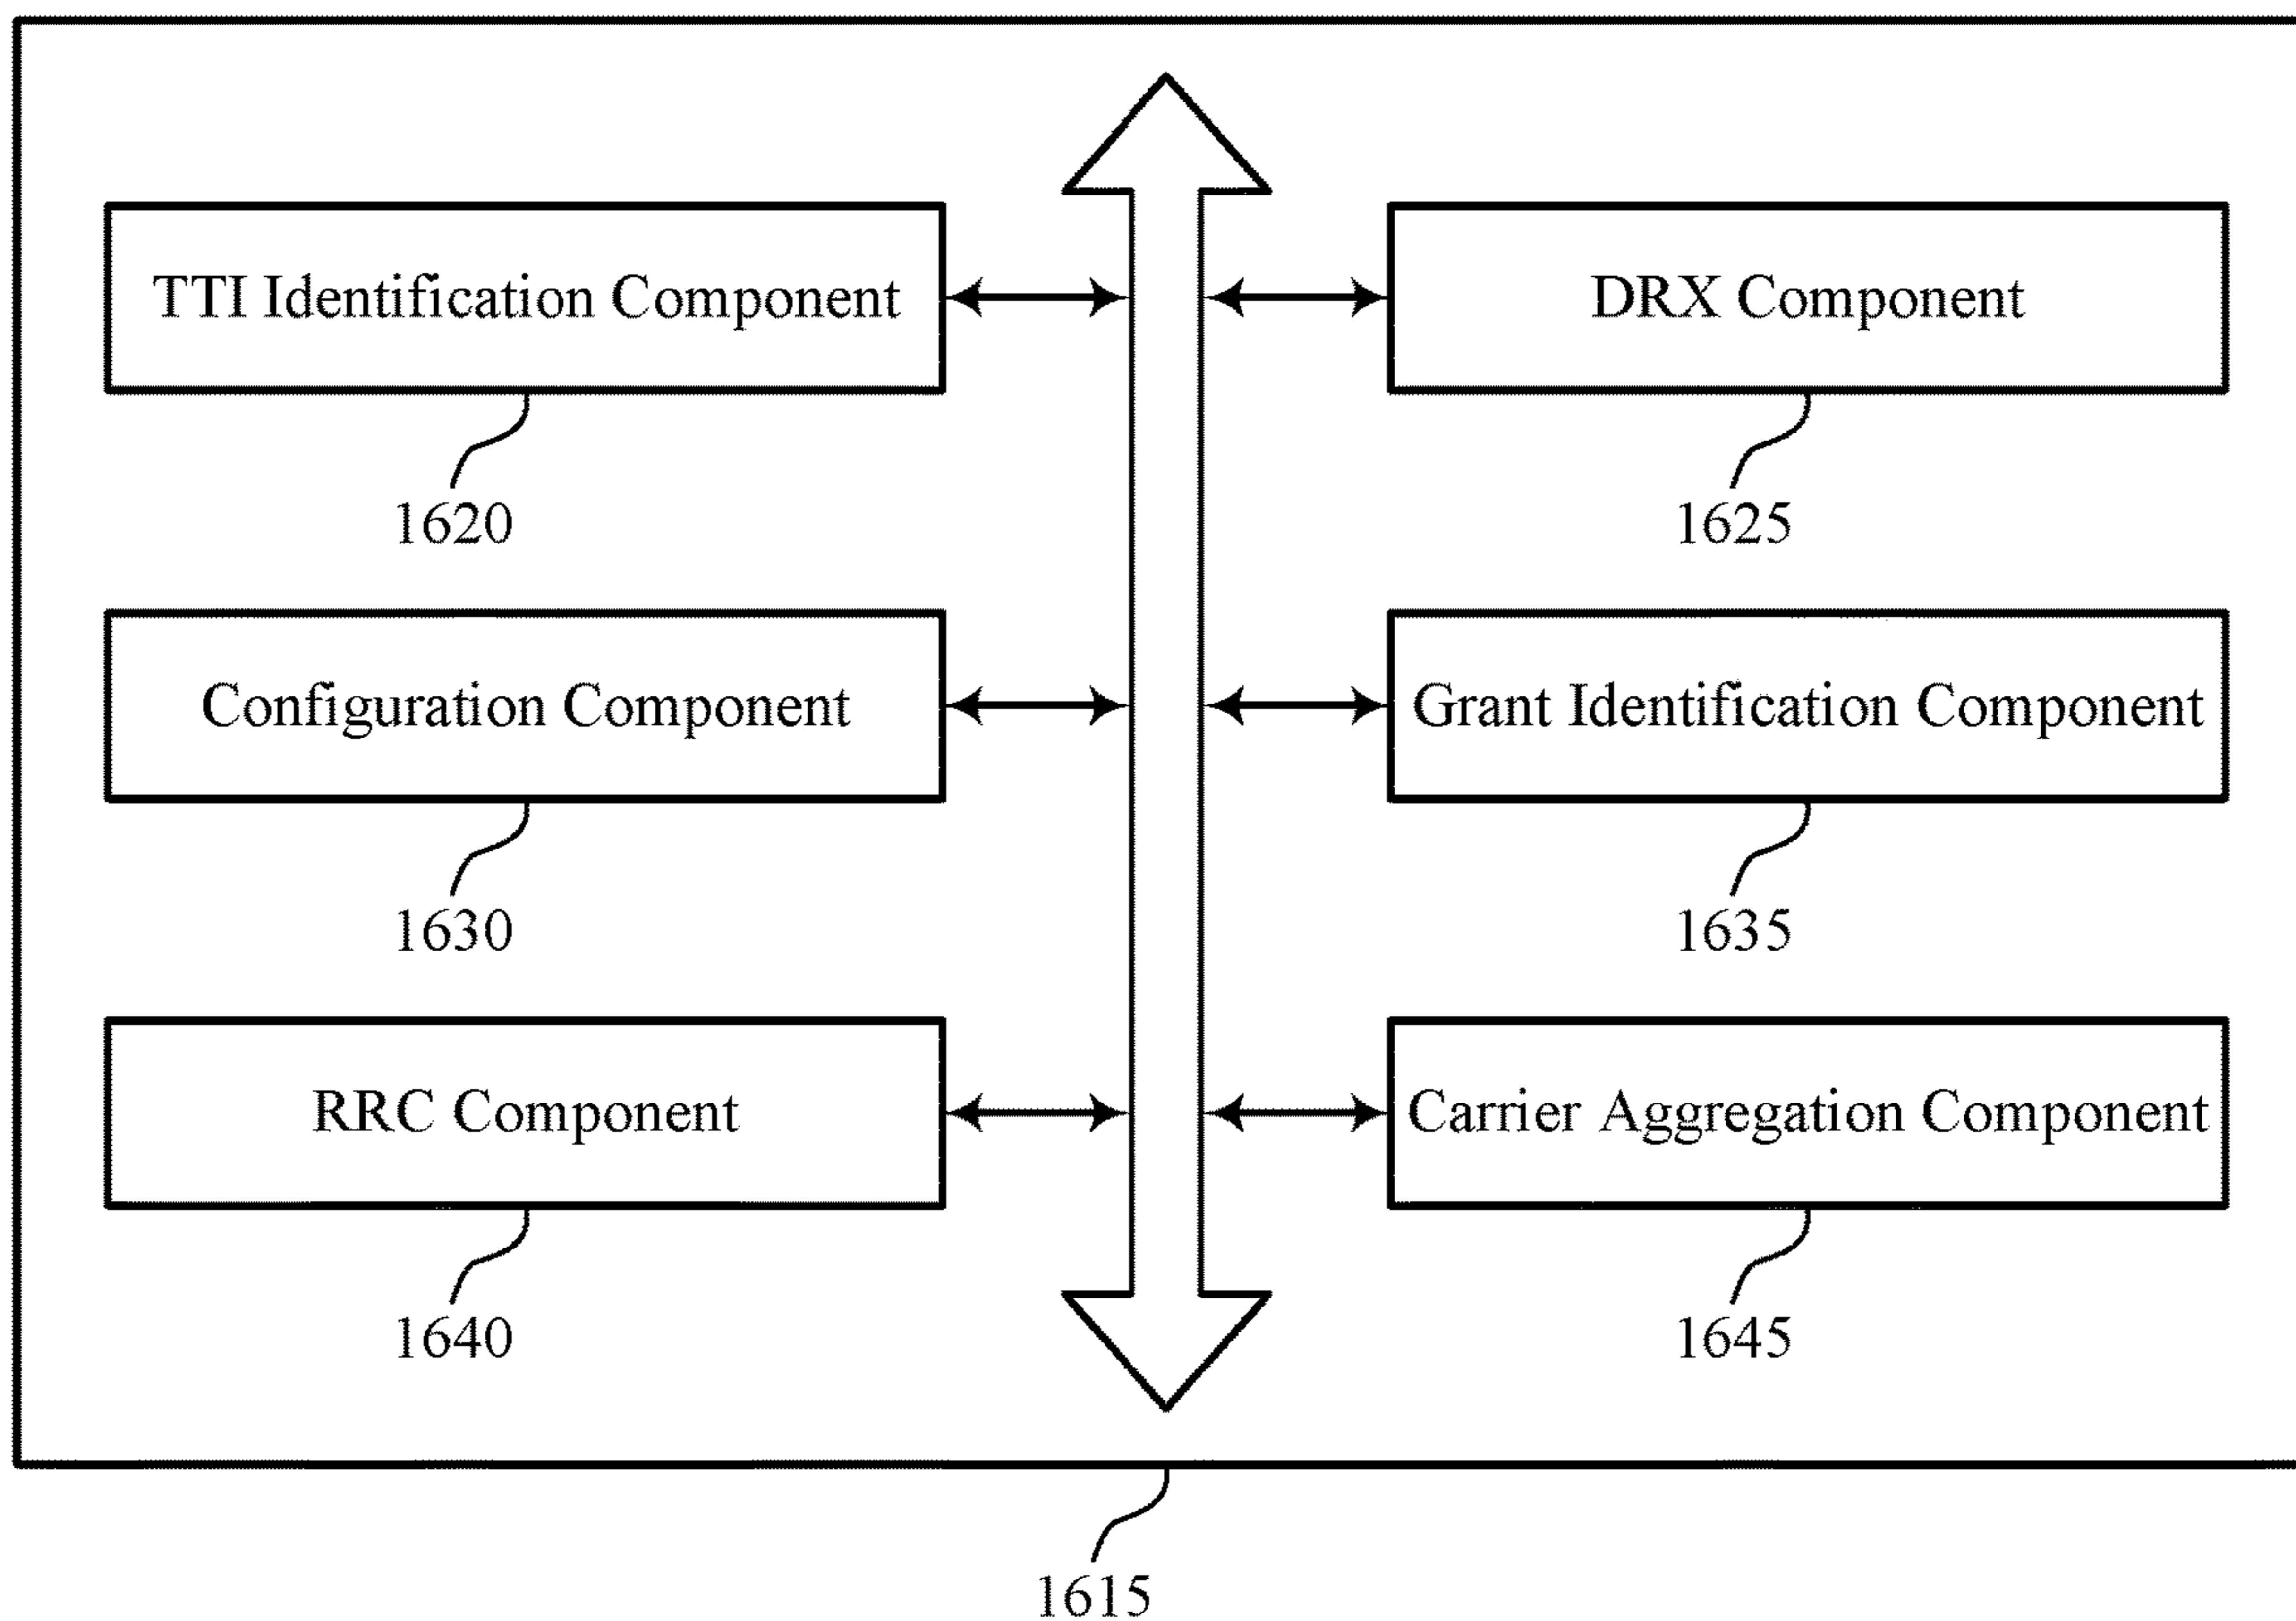 TTI Identification Component
DRX Component
1620
1625
Configuration Component
Grant Identification Component
1630
1635
RRC Component
Carrier Aggregation Component
1640
1645
1615